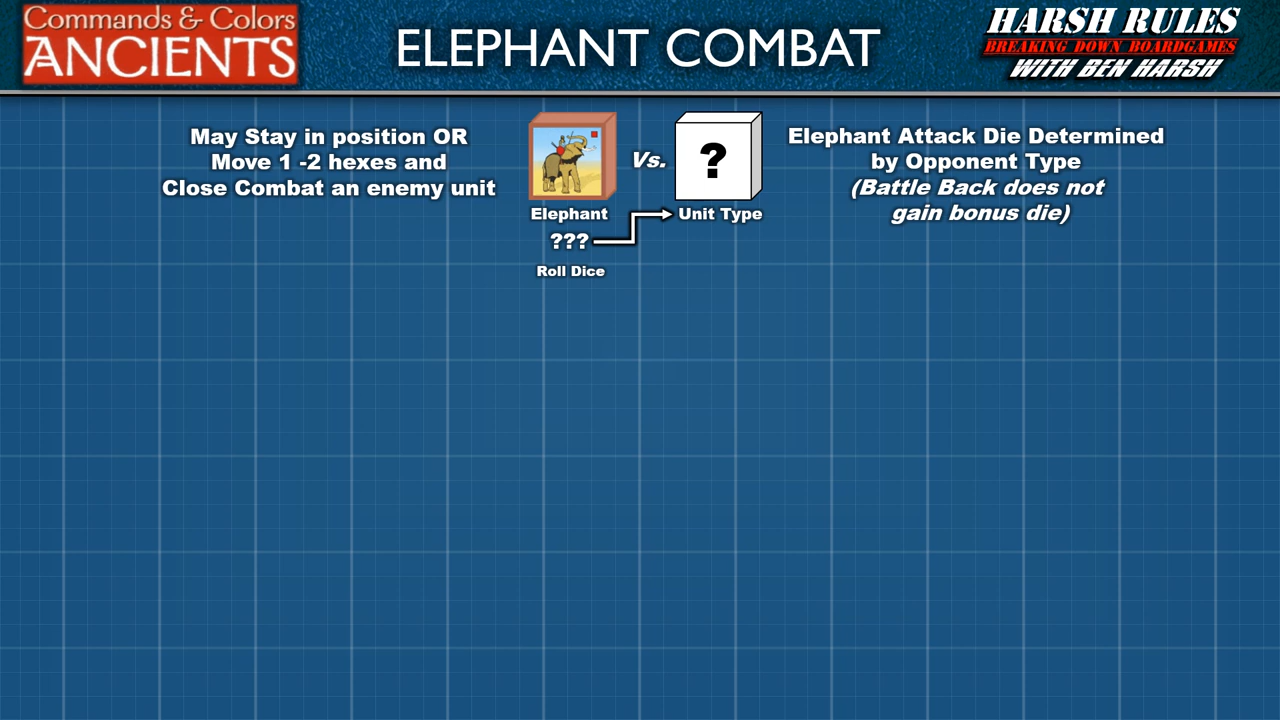 Commands & Colors
ANCIENTS
ELEPHANT COMBAT
HARSH RULES
BREAKING DOWN BOARDGAMES
WITH BEN HARSH
May Stay in position OR
Move 1 -2 hexes and
Close Combat an enemy unit
Vs.
?
Elephant
Unit Type
???
Roll Dice
Elephant Attack Die Determined
by Opponent Type
(Battle Back does not
gain bonus die)